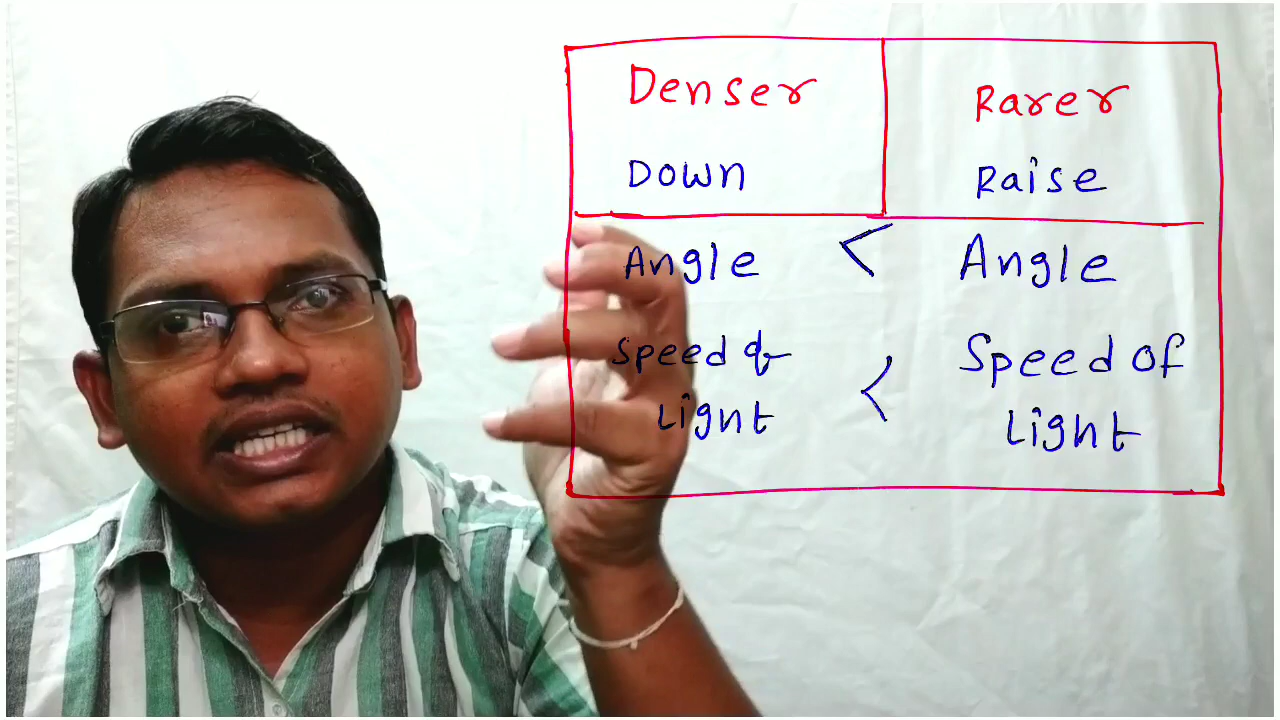 Denser Rarer
Down Raise
Angle < Angle
Speed of < Speed of
Light Light